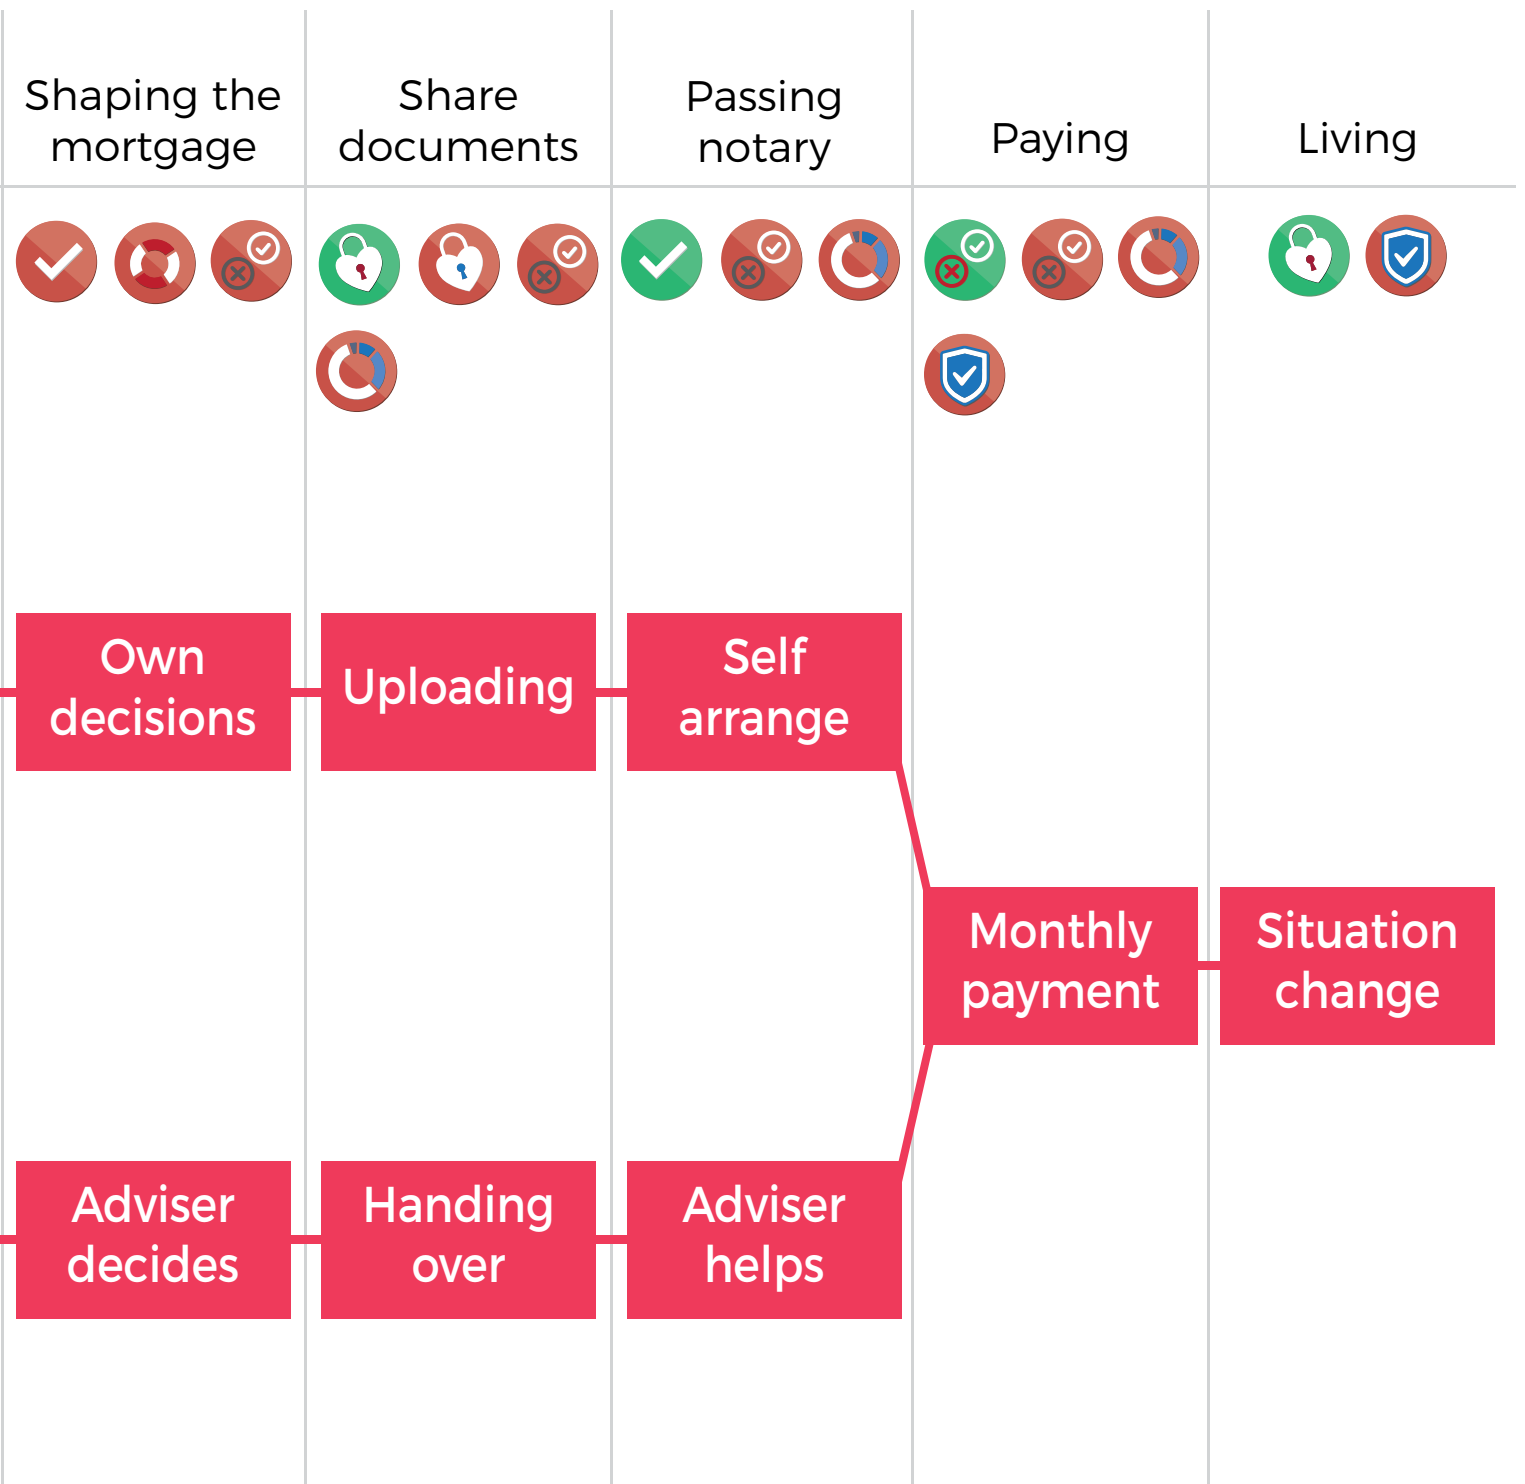 Shaping the
mortgage
Share
documents
Passing
notary
Paying
Living
Own
decisions
Uploading
Self
arrange
Monthly
payment
Situation
change
Adviser
decides
Handing
over
Adviser
helps